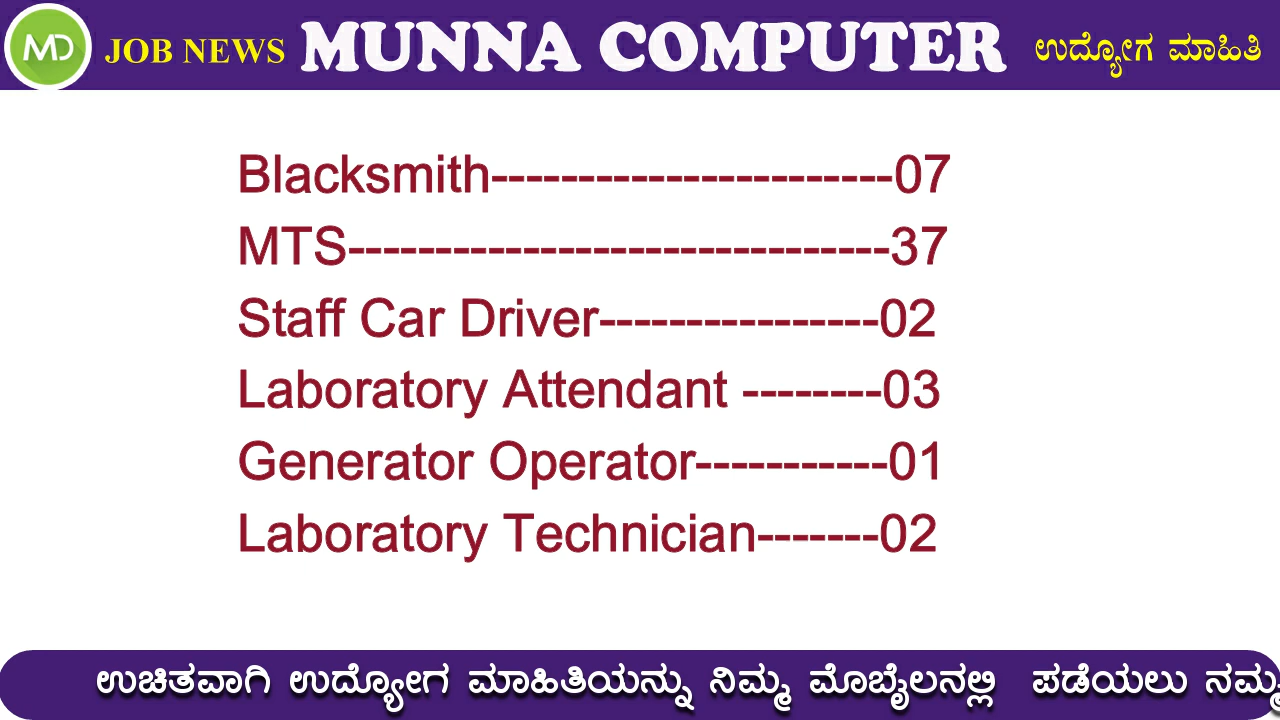 MD JOB NEWS MUNNA COMPUTER ಉದ್ಯೋಗ ಮಾಹಿತಿ
Blacksmith----------------------07
MTS-------------------------------37
Staff Car Driver----------------02
Laboratory Attendant --------03
Generator Operator-----------01
Laboratory Technician-------02
ಉಚಿತವಾಗಿ ಉದ್ಯೋಗ ಮಾಹಿತಿಯನ್ನು ನಿಮ್ಮ ಮೊಬೈಲನಲ್ಲಿ ಪಡೆಯಲು ನಮ್ಮ